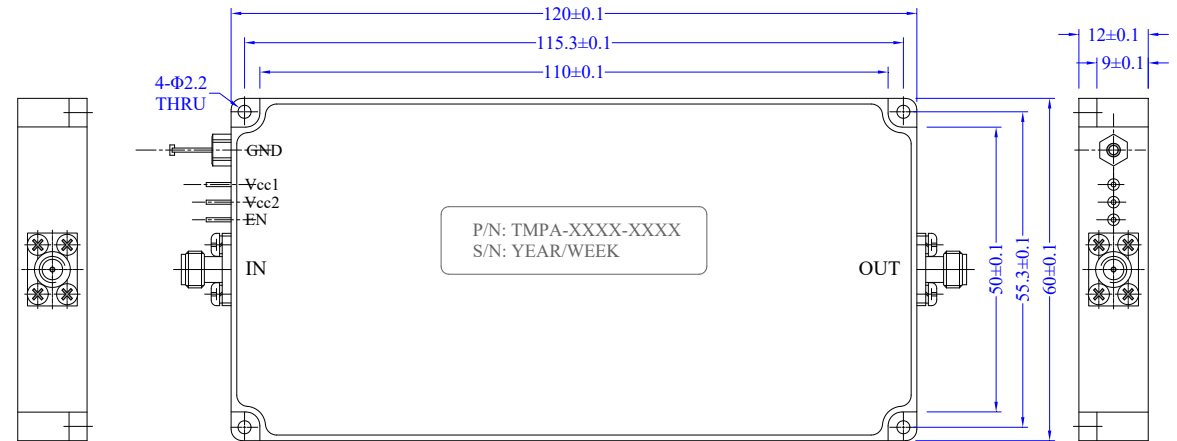 120±0.1
115.3±0.1
110±0.1
12±0.1
9±0.1
4-Φ2.2
THRU
GND
Vcc1
Vcc2
EN
IN
P/N: TMPA-XXXX-XXXX
S/N: YEAR/WEEK
OUT
50±0.1
55.3±0.1
60±0.1